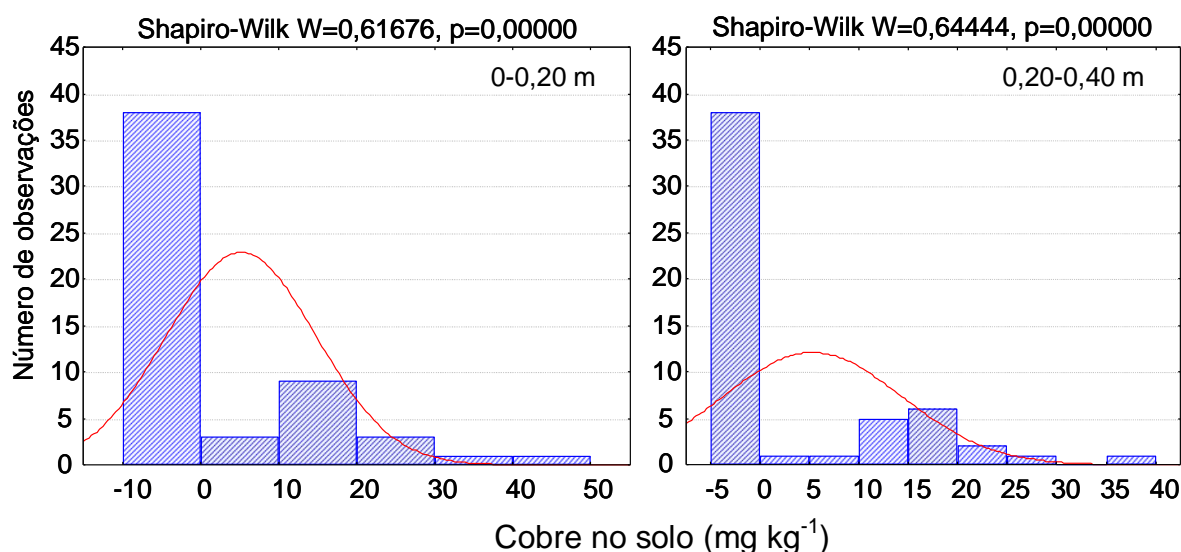 Shapiro-Wilk W=0,61676, p=0,00000
0-0,20 m
Número de observações
45
40
35
30
25
20
15
10
5
0
-10 0 10 20 30 40 50
Shapiro-Wilk W=0,64444, p=0,00000
0,20-0,40 m
45
40
35
30
25
20
15
10
5
0
-5 0 5 10 15 20 25 30 35 40
Cobre no solo (mg kg⁻¹)